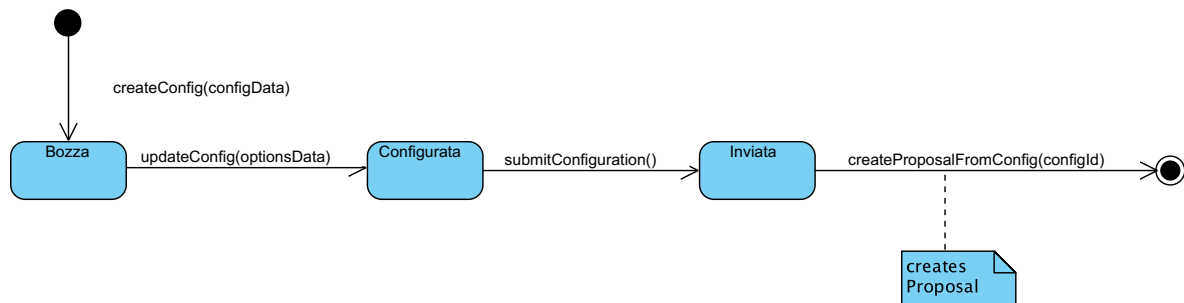 createConfig(configData)
Bozza
updateConfig(optionsData)
Configurata
submitConfiguration()
Inviata
createProposalFromConfig(configId)
creates
Proposal